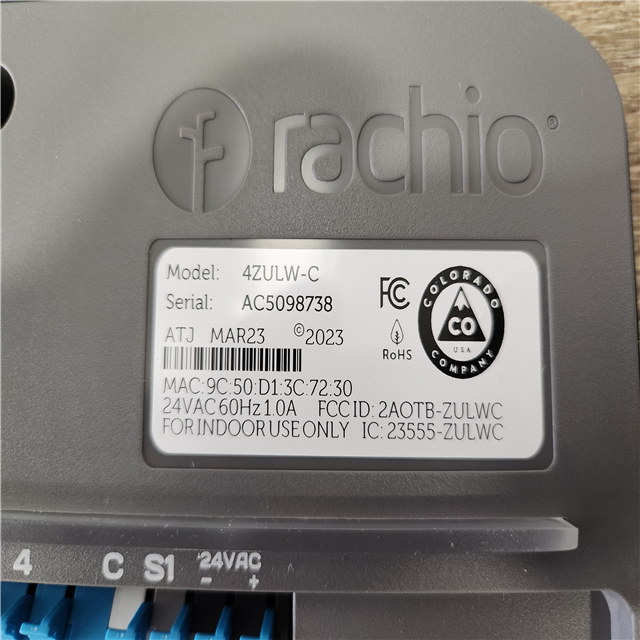 rachio®
Model: 4ZULW-C
Serial: AC5098738
ATJ MAR23 ©2023
FC
RoHS
COLORADO
CO
USA
COMPANY
MAC:9C:50:D1:3C:72:30
24VAC 60Hz 1.0A FCC ID: 2AOTB-ZULWC
FOR INDOOR USE ONLY IC: 23555-ZULWC
4 C S1 24VAC
- +